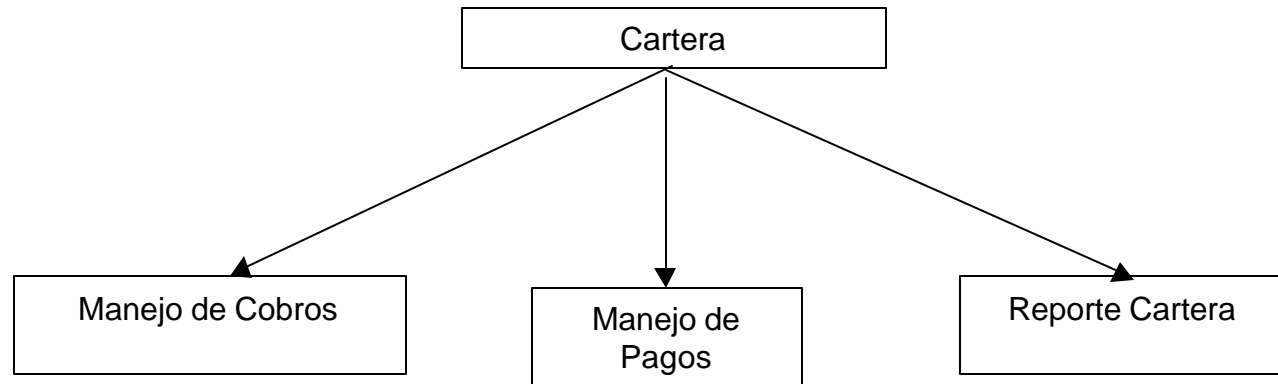 Cartera
Manejo de Cobros
Manejo de
Pagos
Reporte Cartera